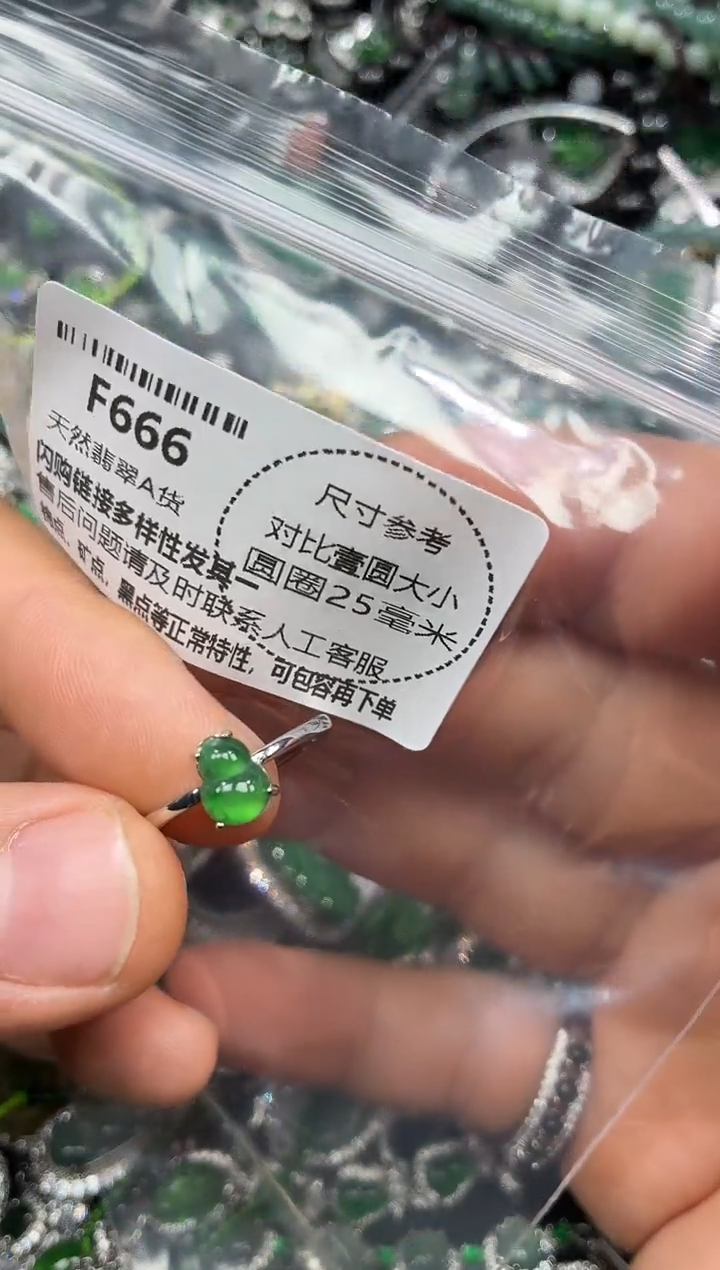 F666
天然翡翠A货
闪购链接多样性发其一
售后问题请及时联系人工客服
棉点，矿点，黑点等正常特性，可包容再下单
尺寸参考
对比壹圆大小
圆圈25毫米